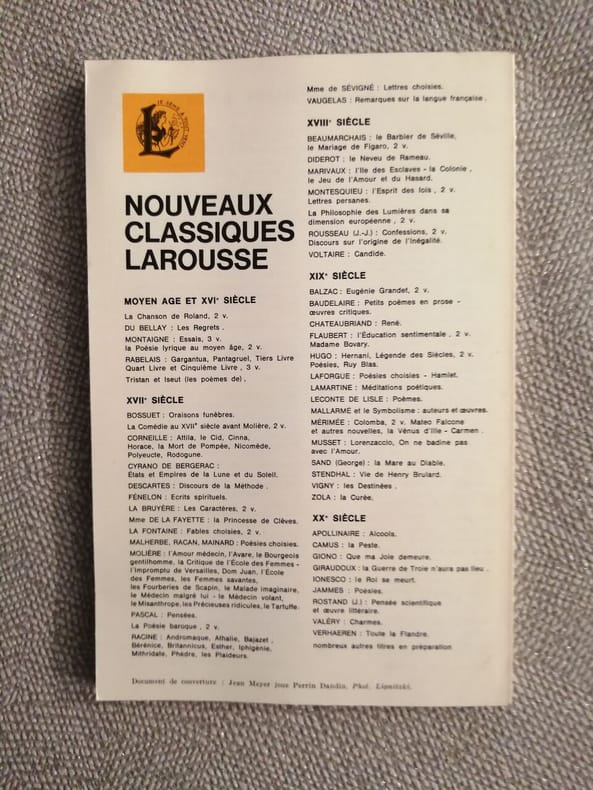 JE SÈME À TOUT VENT
L
NOUVEAUX
CLASSIQUES
LAROUSSE
MOYEN AGE ET XVIᵉ SIÈCLE
La Chanson de Roland, 2 v.
DU BELLAY : Les Regrets .
MONTAIGNE : Essais, 3 v.
la Poésie lyrique au moyen âge, 2 v.
RABELAIS : Gargantua, Pantagruel, Tiers Livre
Quart Livre et Cinquième Livre , 3 v.
Tristan et Iseut (les poèmes de) .
XVIIᵉ SIÈCLE
BOSSUET : Oraisons funèbres.
La Comédie au XVIIᵉ siècle avant Molière, 2 v.
CORNEILLE : Attila, le Cid, Cinna,
Horace, la Mort de Pompée, Nicomède,
Polyeucte, Rodogune.
CYRANO DE BERGERAC :
États et Empires de la Lune et du Soleil.
DESCARTES : Discours de la Méthode .
FÉNELON : Ecrits spirituels.
LA BRUYÈRE : Les Caractères, 2 v.
Mme DE LA FAYETTE : la Princesse de Clèves.
LA FONTAINE : Fables choisies, 2 v.
MALHERBE, RACAN, MAINARD : Poésies choisies.
MOLIÈRE : l'Amour médecin, l'Avare, le Bourgeois
gentilhomme, la Critique de l'École des Femmes -
l'Impromptu de Versailles, Dom Juan, l'École
des Femmes, les Femmes savantes,
les Fourberies de Scapin, le Malade imaginaire,
le Médecin malgré lui - le Médecin volant,
le Misanthrope, les Précieuses ridicules, le Tartuffe.
PASCAL : Pensées.
La Poésie baroque , 2 v.
RACINE : Andromaque, Athalie, Bajazet ,
Bérénice, Britannicus, Esther, Iphigénie,
Mithridate, Phèdre, les Plaideurs.
Mme de SÉVIGNÉ : Lettres choisies.
VAUGELAS : Remarques sur la langue française .
XVIIIᵉ SIÈCLE
BEAUMARCHAIS : le Barbier de Séville,
le Mariage de Figaro, 2 v.
DIDEROT : le Neveu de Rameau.
MARIVAUX : l'Ile des Esclaves - la Colonie ,
le Jeu de l'Amour et du Hasard.
MONTESQUIEU : l'Esprit des lois , 2 v.
Lettres persanes.
La Philosophie des Lumières dans sa
dimension européenne , 2 v.
ROUSSEAU (J.-J.) : Confessions, 2 v.
Discours sur l'origine de l'Inégalité.
VOLTAIRE : Candide.
XIXᵉ SIÈCLE
BALZAC : Eugénie Grandet, 2 v.
BAUDELAIRE : Petits poèmes en prose -
œuvres critiques.
CHATEAUBRIAND : René.
FLAUBERT : l'Éducation sentimentale , 2 v.
Madame Bovary.
HUGO : Hernani, Légende des Siècles, 2 v.
Poésies, Ruy Blas.
LAFORGUE : Poésies choisies - Hamlet.
LAMARTINE : Méditations poétiques.
LECONTE DE LISLE : Poèmes.
MALLARMÉ et le Symbolisme : auteurs et œuvres.
MÉRIMÉE : Colomba, 2 v. Mateo Falcone
et autres nouvelles, la Vénus d'Ille - Carmen .
MUSSET : Lorenzaccio, On ne badine pas
avec l'Amour.
SAND (George) : la Mare au Diable.
STENDHAL : Vie de Henry Brulard.
VIGNY : les Destinées .
ZOLA : la Curée.
XXᵉ SIÈCLE
APOLLINAIRE : Alcools.
CAMUS : la Peste.
GIONO : Que ma Joie demeure.
GIRAUDOUX : la Guerre de Troie n'aura pas lieu .
IONESCO : le Roi se meurt.
JAMMES : Poésies.
ROSTAND (J.) : Pensée scientifique
et œuvre littéraire.
VALÉRY : Charmes.
VERHAEREN : Toute la Flandre.
nombreux autres titres en préparation
Document de couverture : Jean Meyer joue Perrin Dandin, Phot. Lipnitzki.